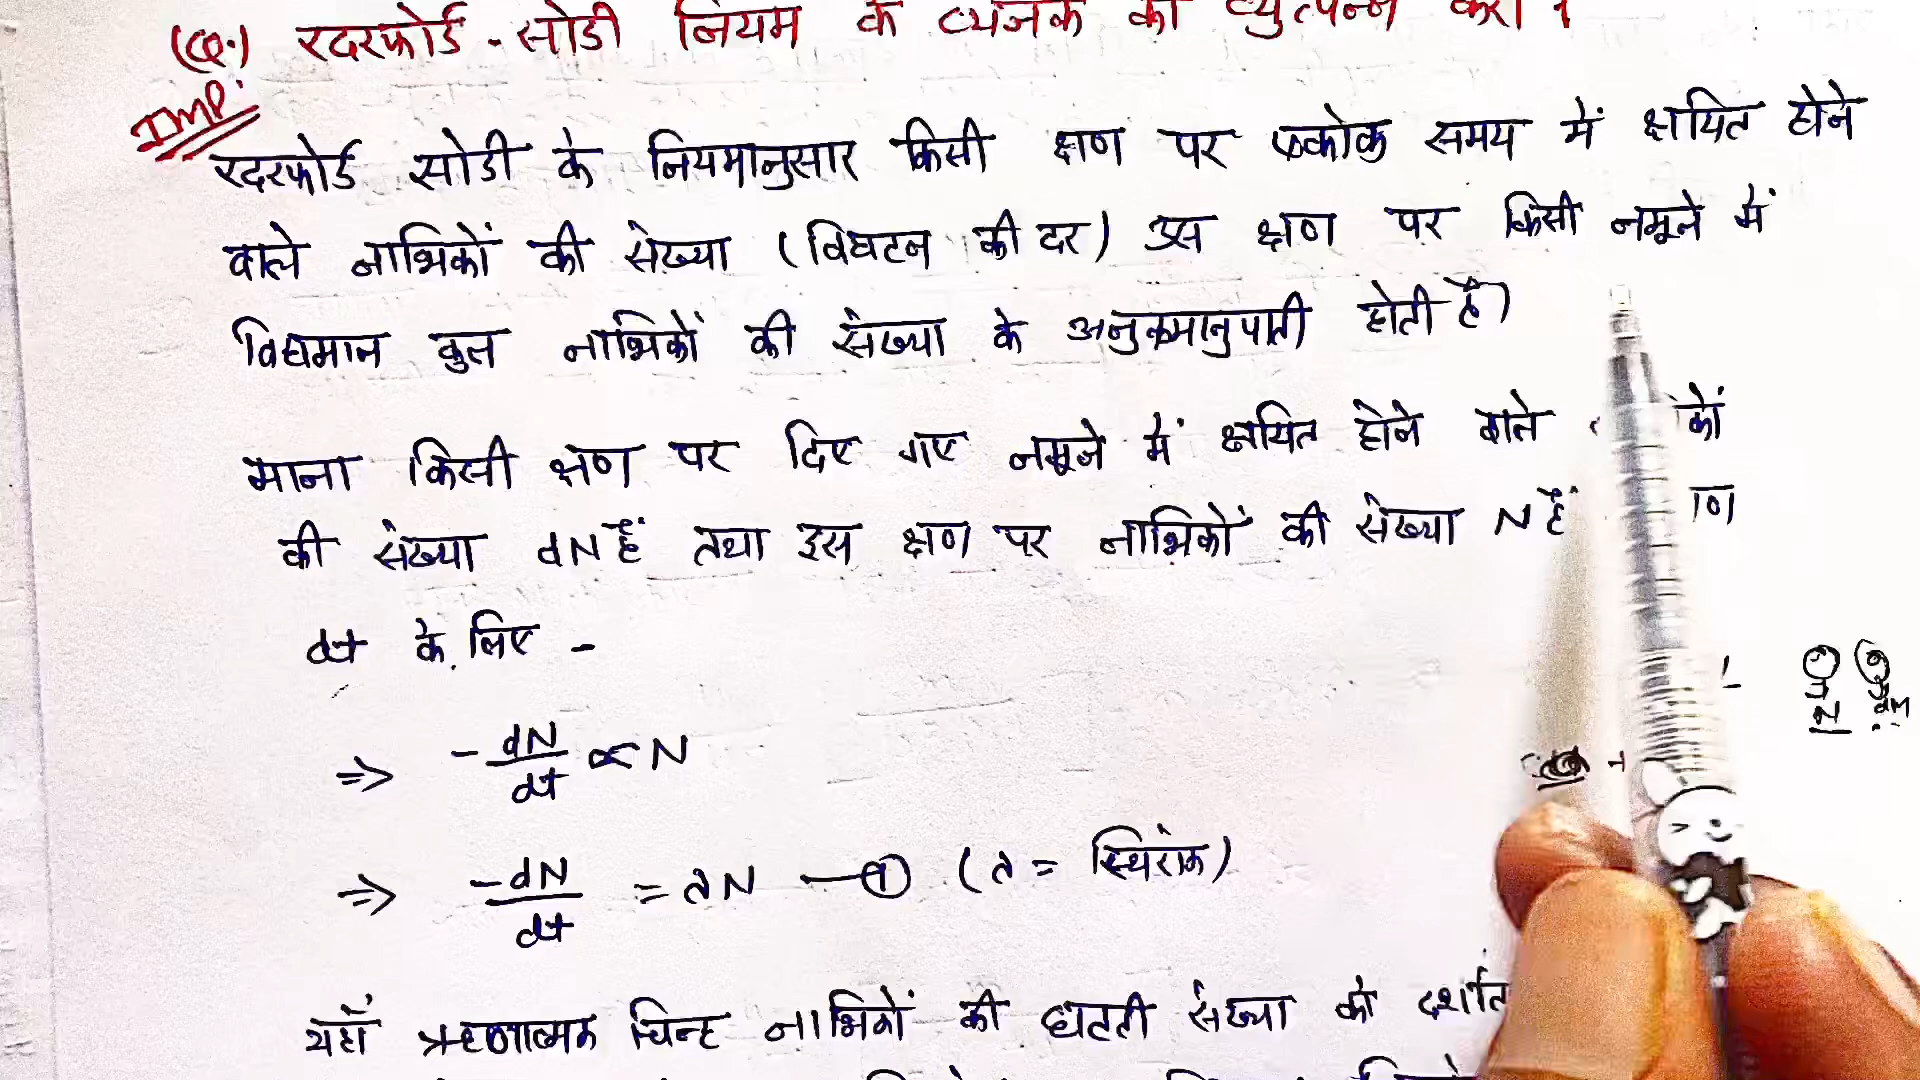 (Q.) रदरफोर्ड - सोडी नियम के व्यंजक को व्युत्पन्न करो ।
IMP.
रदरफोर्ड सोडी के नियमानुसार किसी क्षण पर एकांक समय में क्षयित होने
वाले नाभिकों की संख्या (विघटन की दर) उस क्षण पर किसी नमूने में
विद्यमान कुल नाभिकों की संख्या के अनुक्रमानुपाती होती है।
माना किसी क्षण पर दिए गए नमूने में क्षयित होने वाले
की संख्या dN है तथा इस क्षण पर नाभिकों की संख्या N है
dt के लिए -
⇒ -dN/dt ∝ N
⇒ -dN/dt = λN —① (λ = स्थिरांक)
N dN
यहाँ ऋणात्मक चिन्ह नाभिकों की घटती संख्या को